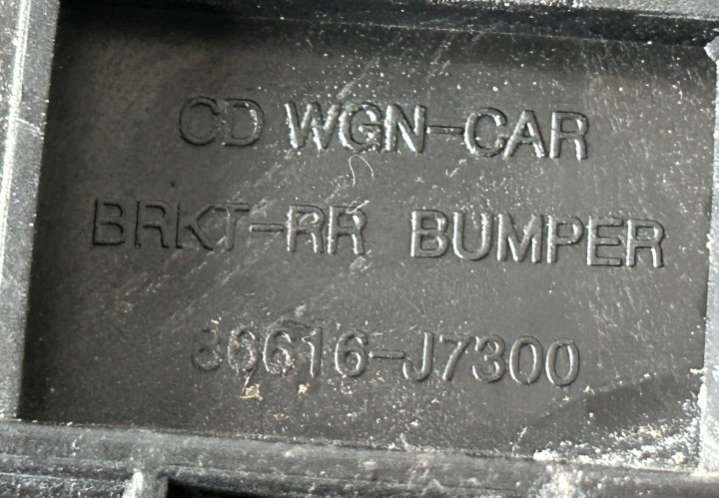 CD WGN-CAR
BRKT-RR BUMPER
86616-J7300